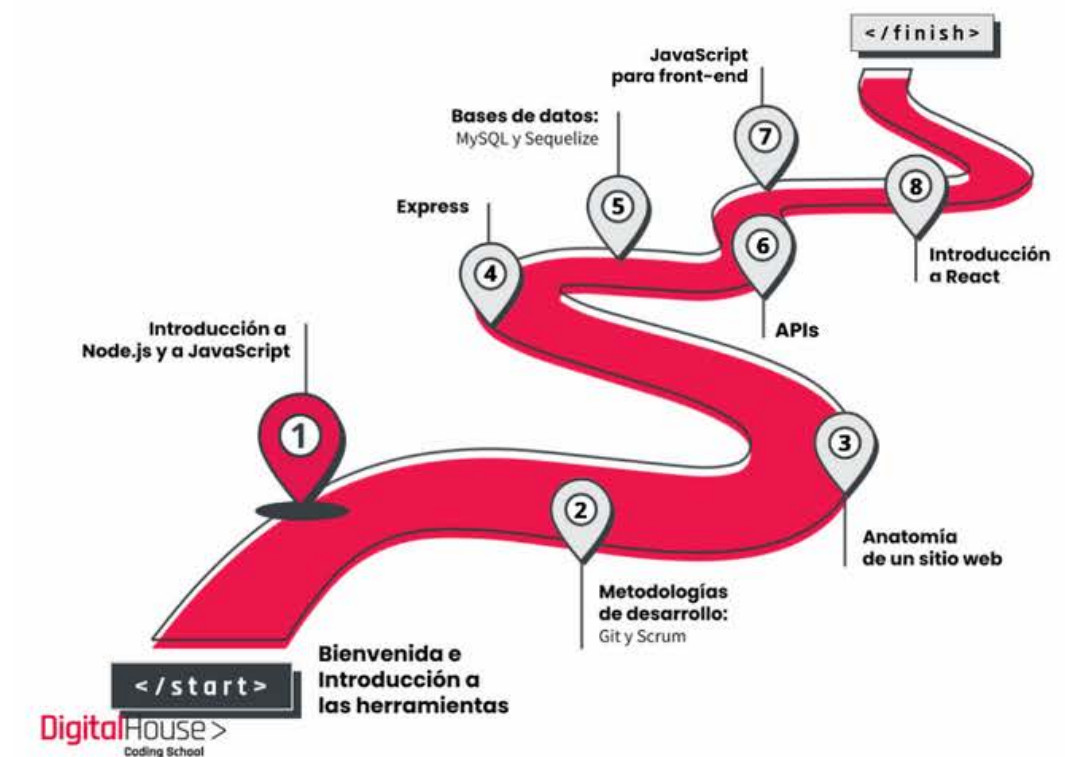 </finish>
JavaScript
para front-end
7
Bases de datos:
MySQL y Sequelize
8
5
Express
6
Introducción
a React
4
Introducción a
Node.js y a JavaScript
APIs
1
3
2
Anatomía
de un sitio web
Metodologías
de desarrollo:
Git y Scrum
</start>
Bienvenida e
Introducción a
las herramientas
DigitalHouse>
Coding School